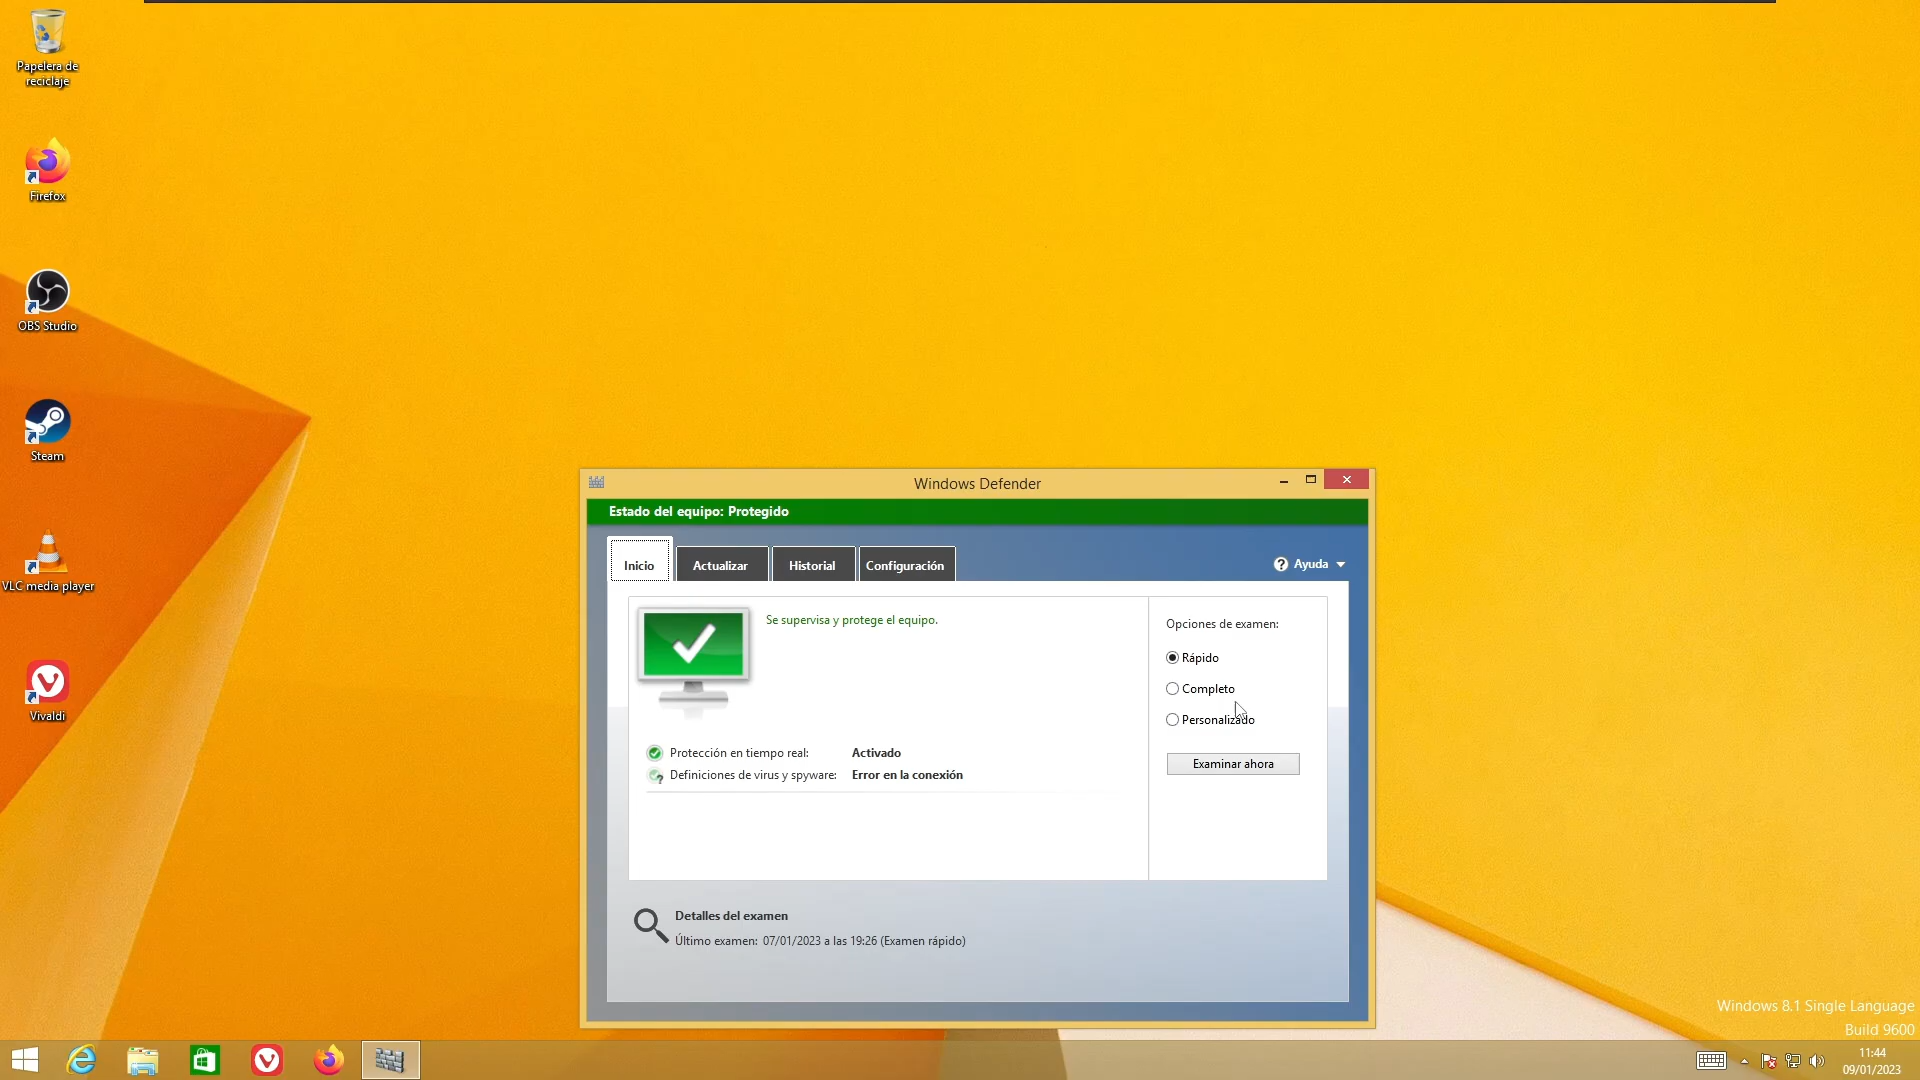 Papelera de
reciclaje
Firefox
OBS Studio
Steam
VLC media player
Vivaldi
Windows Defender
Estado del equipo: Protegido
Inicio
Actualizar
Historial
Configuración
? Ayuda
Se supervisa y protege el equipo.
Protección en tiempo real: Activado
Definiciones de virus y spyware: Error en la conexión
Opciones de examen:
Rápido
Completo
Personalizado
Examinar ahora
Detalles del examen
Último examen: 07/01/2023 a las 19:26 (Examen rápido)
Windows 8.1 Single Language
Build 9600
11:44
09/01/2023